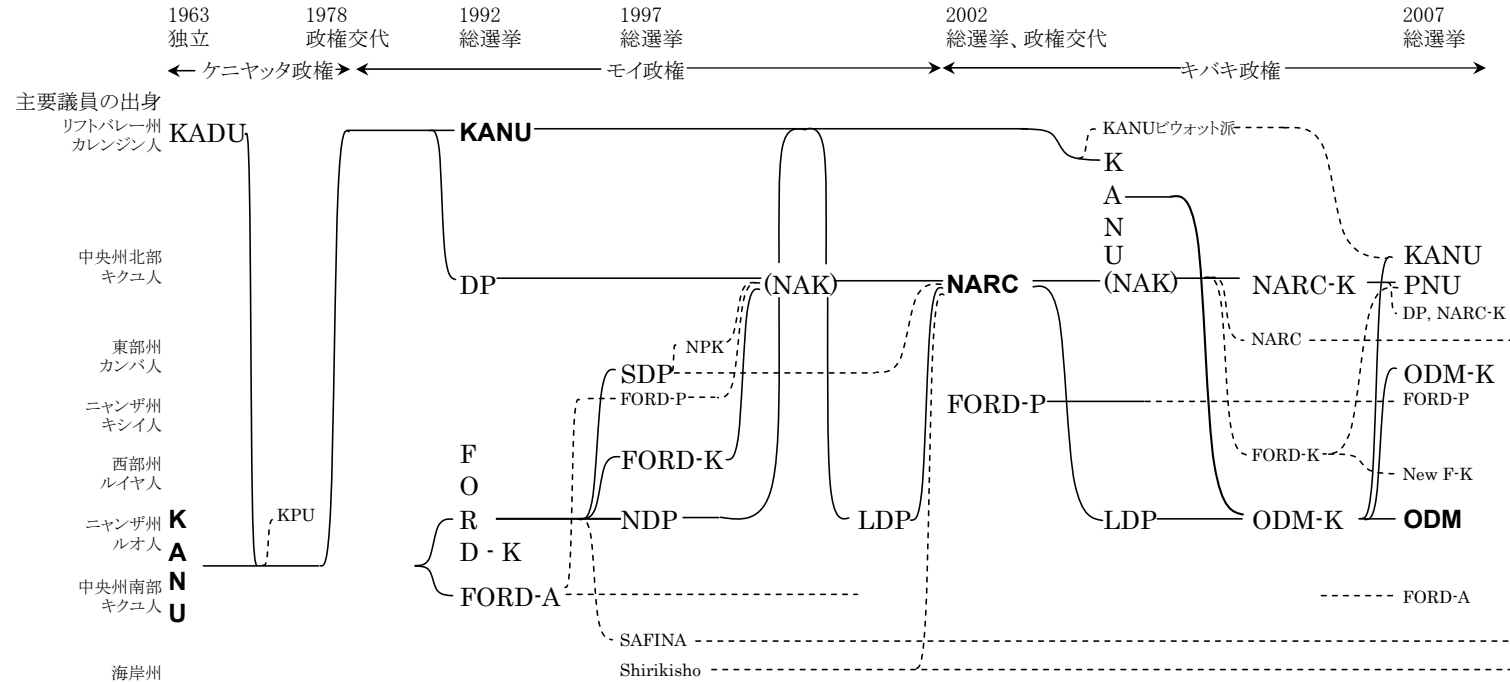 1963 1978 1992 1997 2002 2007
独立 政権交代 総選挙 総選挙 総選挙、政権交代 総選挙
ケニヤッタ政権 モイ政権 キバキ政権
主要議員の出身
リフトバレー州
カレンジン人
KADU
KANU
KANUビウォット派
KANU
中央州北部
キクユ人
DP
(NAK)
NARC
(NAK)
NARC-K
KANU
PNU
DP, NARC-K
東部州
カンバ人
NPK
SDP
NARC
ODM-K
ニャンザ州
キシイ人
FORD-P
FORD-P
FORD-P
西部州
ルイヤ人
FORD-K
FORD-K
New F-K
ニャンザ州
ルオ人
KANU
KPU
FORD-K
NDP
LDP
LDP
ODM-K
ODM
中央州南部
キクユ人
FORD-A
FORD-A
SAFINA
海岸州
Shirikisho